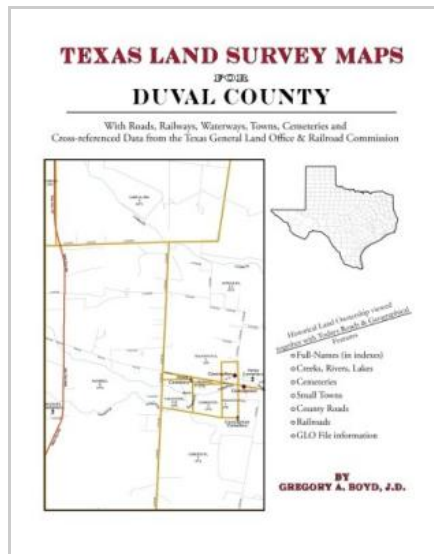 TEXAS LAND SURVEY MAPS
FOR
DUVAL COUNTY
With Roads, Railways, Waterways, Towns, Cemeteries and
Cross-referenced Data from the Texas General Land Office & Railroad Commission
Historical Land Ownership viewed
together with Todays Roads & Geographical
Features
Full-Names (in indexes)
Creeks, Rivers, Lakes
Cemeteries
Small Towns
County Roads
Railroads
GLO File information
BY
GREGORY A. BOYD, J.D.